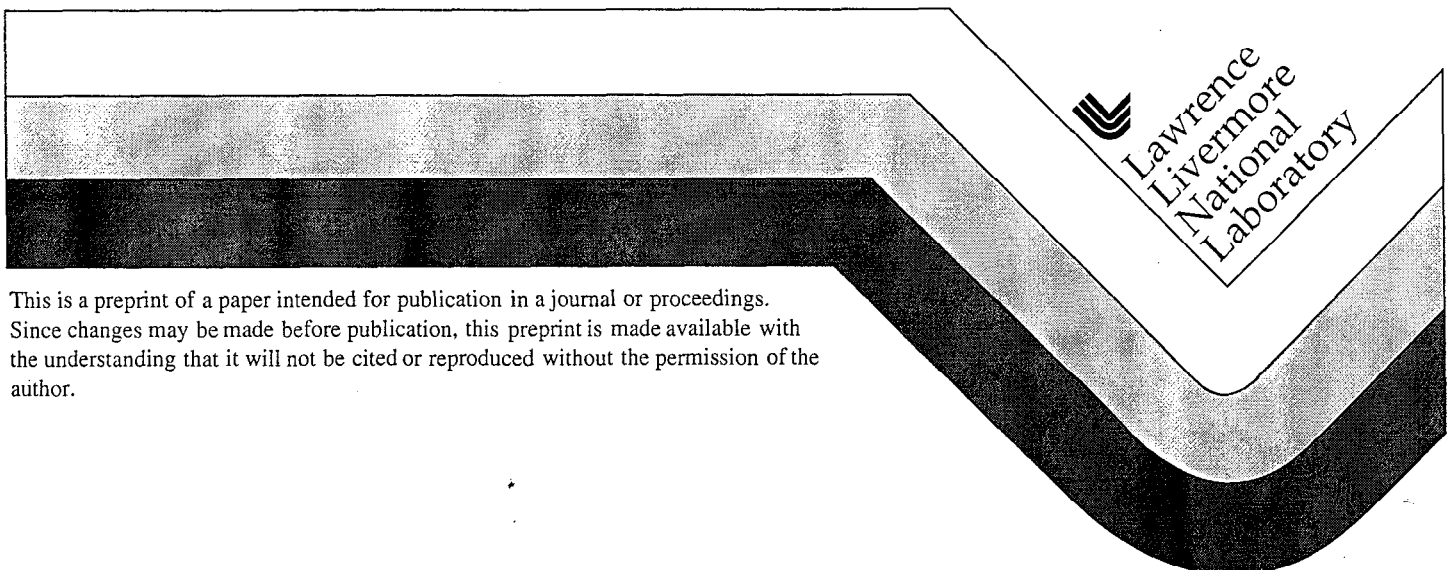 Lawrence
Livermore
National
Laboratory
This is a preprint of a paper intended for publication in a journal or proceedings.
Since changes may be made before publication, this preprint is made available with
the understanding that it will not be cited or reproduced without the permission of the
author.